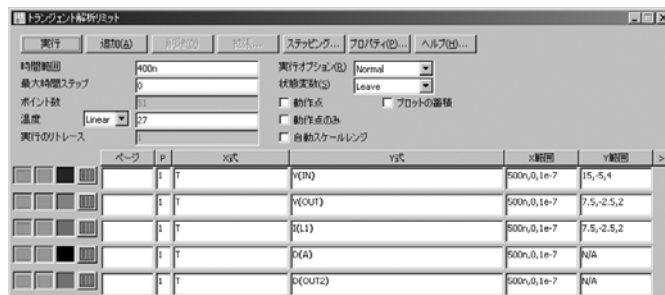 トランジェント解析リミット
実行 追加(A) 削除(D) 拡張... ステッピング... プロパティ(P)... ヘルプ(H)...
時間範囲 400n 実行オプション(R) Normal
最大時間ステップ 0 状態変数(S) Leave
ポイント数 51 動作点 プロットの蓄積
温度 Linear 27 動作点のみ
実行のリトレース 1 自動スケールレンジ
ページ P X式 Y式 X範囲 Y範囲 >
1 T V(IN) 500n,0,1e-7 15,-5,4
1 T V(OUT) 500n,0,1e-7 7.5,-2.5,2
1 T I(L1) 500n,0,1e-7 7.5,-2.5,2
1 T D(A) 500n,0,1e-7 N/A
1 T D(OUT2) 500n,0,1e-7 N/A